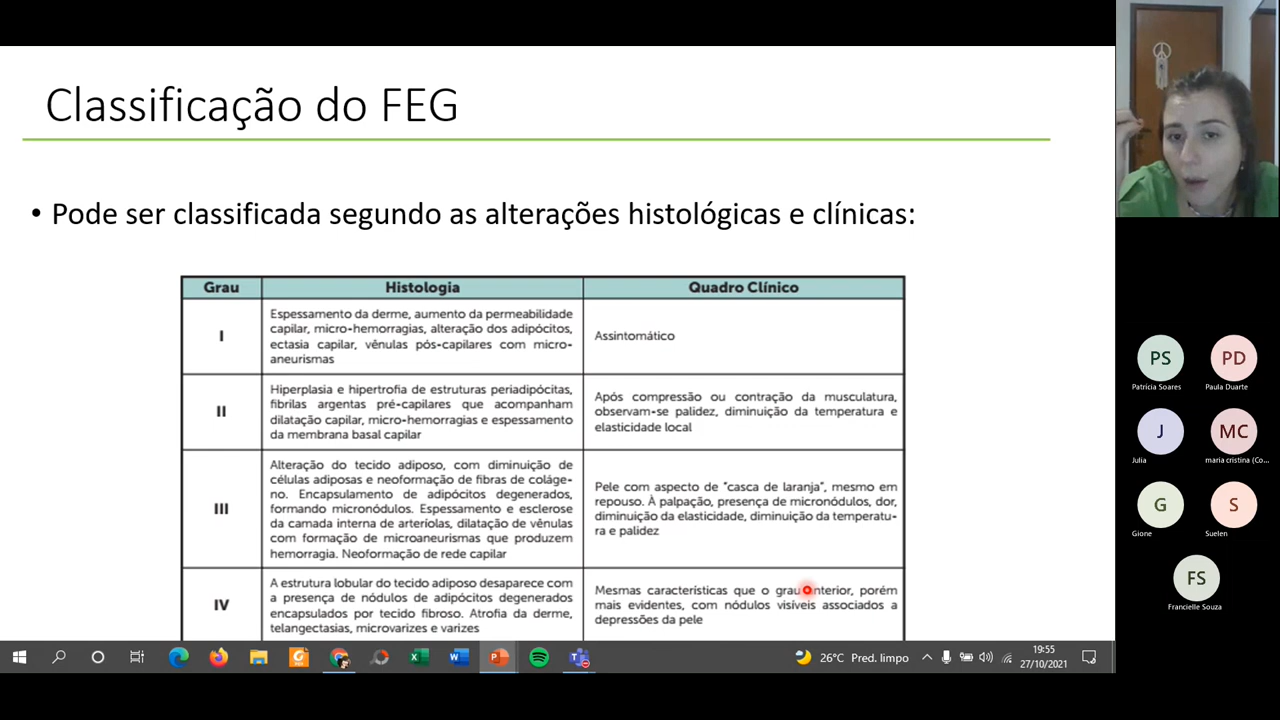 Classificação do FEG
• Pode ser classificada segundo as alterações histológicas e clínicas:
Grau
Histologia
Quadro Clínico
I
Espessamento da derme, aumento da permeabilidade
capilar, micro-hemorragias, alteração dos adipócitos,
ectasia capilar, vênulas pós-capilares com micro-
aneurismas
Assintomático
II
Hiperplasia e hipertrofia de estruturas periadipócitas,
fibrilas argentas pré-capilares que acompanham
dilatação capilar, micro-hemorragias e espessamento
da membrana basal capilar
Após compressão ou contração da musculatura,
observam-se palidez, diminuição da temperatura e
elasticidade local
III
Alteração do tecido adiposo, com diminuição de
células adiposas e neoformação de fibras de coláge-
no. Encapsulamento de adipócitos degenerados,
formando micronódulos. Espessamento e esclerose
da camada interna de arteríolas, dilatação de vênulas
com formação de microaneurismas que produzem
hemorragia. Neoformação de rede capilar
Pele com aspecto de "casca de laranja", mesmo em
repouso. À palpação, presença de micronódulos, dor,
diminuição da elasticidade, diminuição da temperatu-
ra e palidez
IV
A estrutura lobular do tecido adiposo desaparece com
a presença de nódulos de adipócitos degenerados
encapsulados por tecido fibroso. Atrofia da derme,
telangectasias, microvarizes e varizes
Mesmas características que o grau anterior, porém
mais evidentes, com nódulos visíveis associados a
depressões da pele
PS
Patrícia Soares
PD
Paula Duarte
J
Julia
MC
maria cristina (Co...
G
Gione
S
Suelen
FS
Francielle Souza
26°C Pred. limpo
19:55
27/10/2021